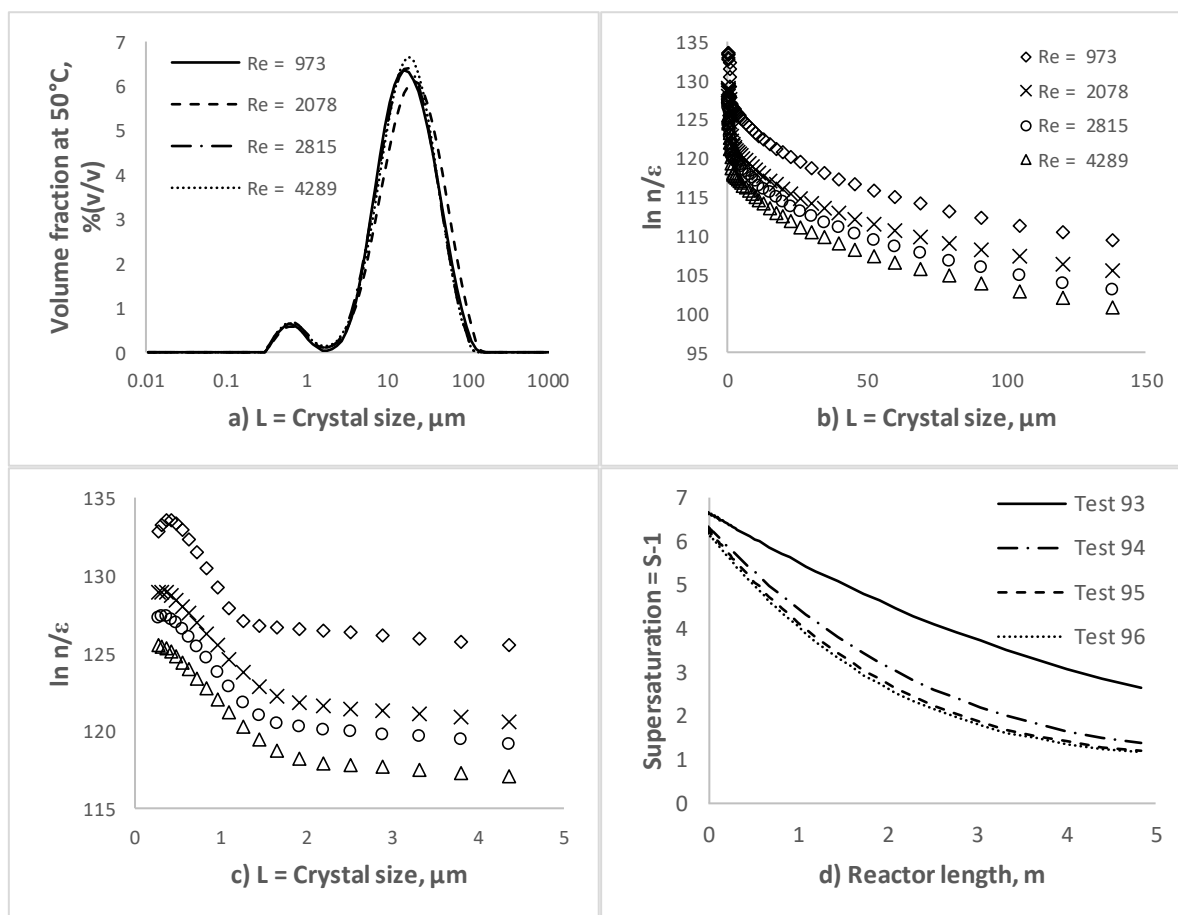 7
6
5
4
3
2
1
0
Volume fraction at 50°C,
%(v/v)
Re = 973
Re = 2078
Re = 2815
Re = 4289
0.01 0.1 1 10 100 1000
a) L = Crystal size, µm
135
130
125
120
115
110
105
100
95
ln n/ε
Re = 973
Re = 2078
Re = 2815
Re = 4289
0 50 100 150
b) L = Crystal size, µm
135
130
125
120
115
ln n/ε
0 1 2 3 4 5
c) L = Crystal size, µm
7
6
5
4
3
2
1
0
Supersaturation = S-1
Test 93
Test 94
Test 95
Test 96
0 1 2 3 4 5
d) Reactor length, m